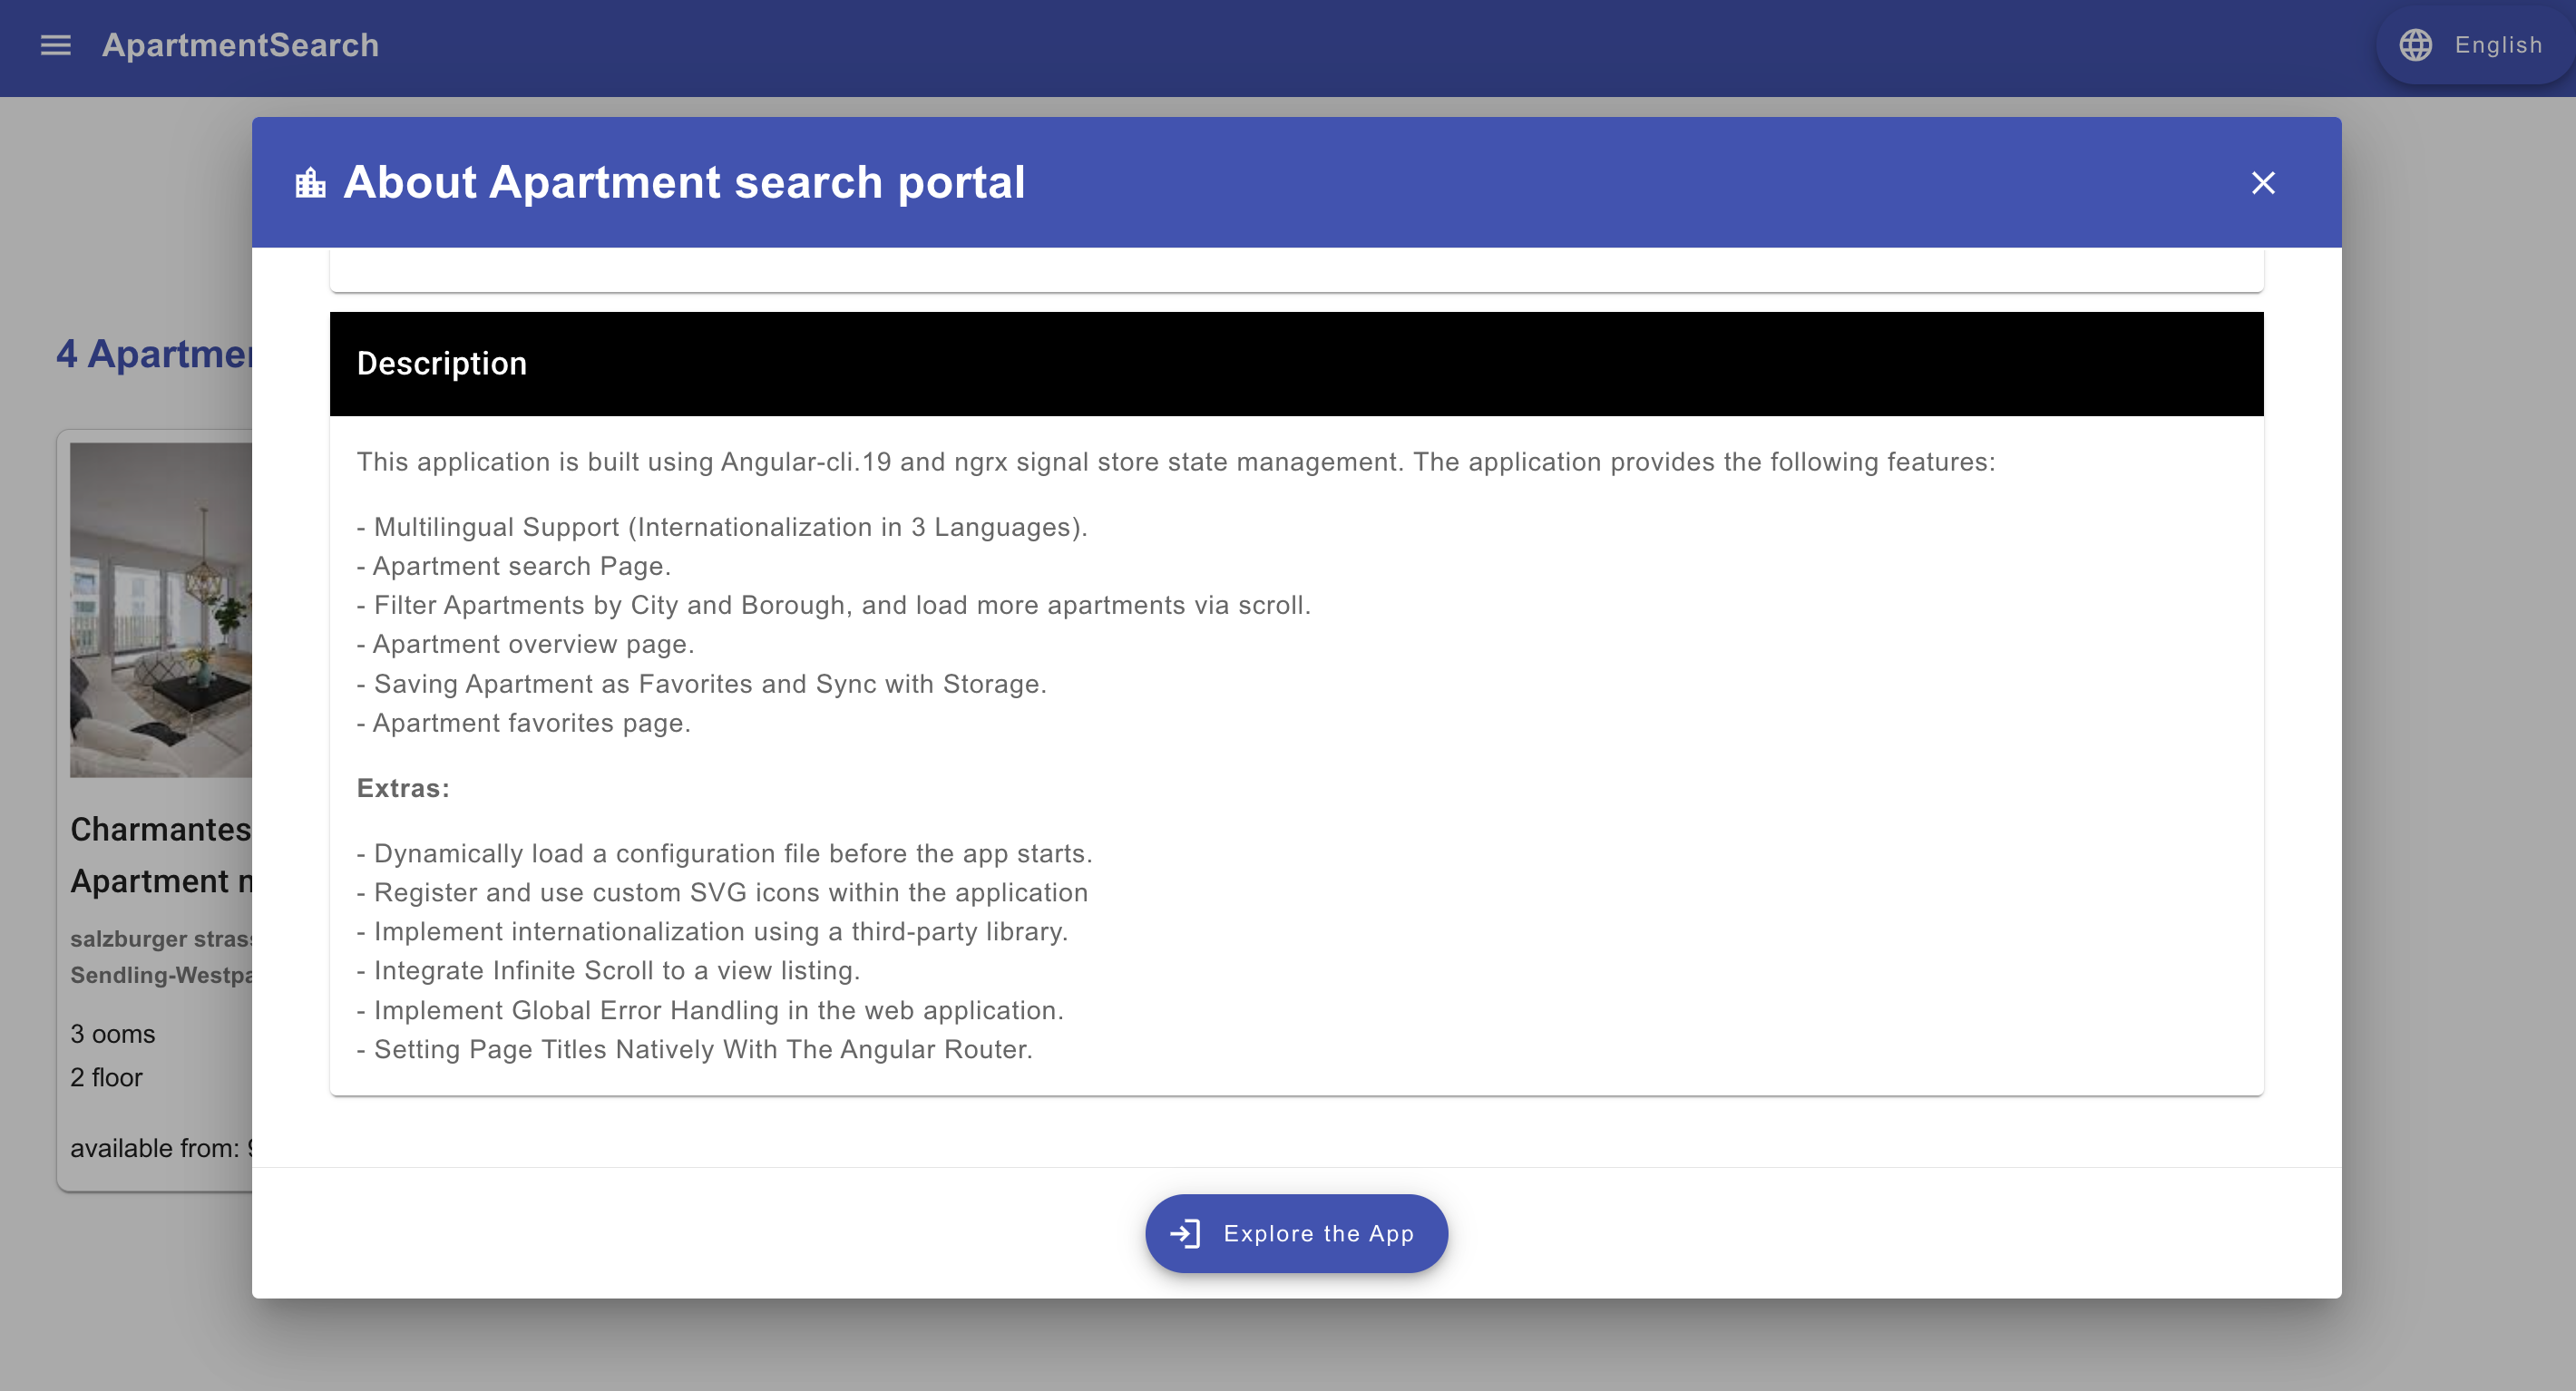 ApartmentSearch
English
About Apartment search portal
4 Apartmen
Description
This application is built using Angular-cli.19 and ngrx signal store state management. The application provides the following features:
- Multilingual Support (Internationalization in 3 Languages).
- Apartment search Page.
- Filter Apartments by City and Borough, and load more apartments via scroll.
- Apartment overview page.
- Saving Apartment as Favorites and Sync with Storage.
- Apartment favorites page.
Extras:
- Dynamically load a configuration file before the app starts.
- Register and use custom SVG icons within the application
- Implement internationalization using a third-party library.
- Integrate Infinite Scroll to a view listing.
- Implement Global Error Handling in the web application.
- Setting Page Titles Natively With The Angular Router.
Charmantes
Apartment
salzburger
Sendling-Westpa
3 ooms
2 floor
available from:
Explore the App